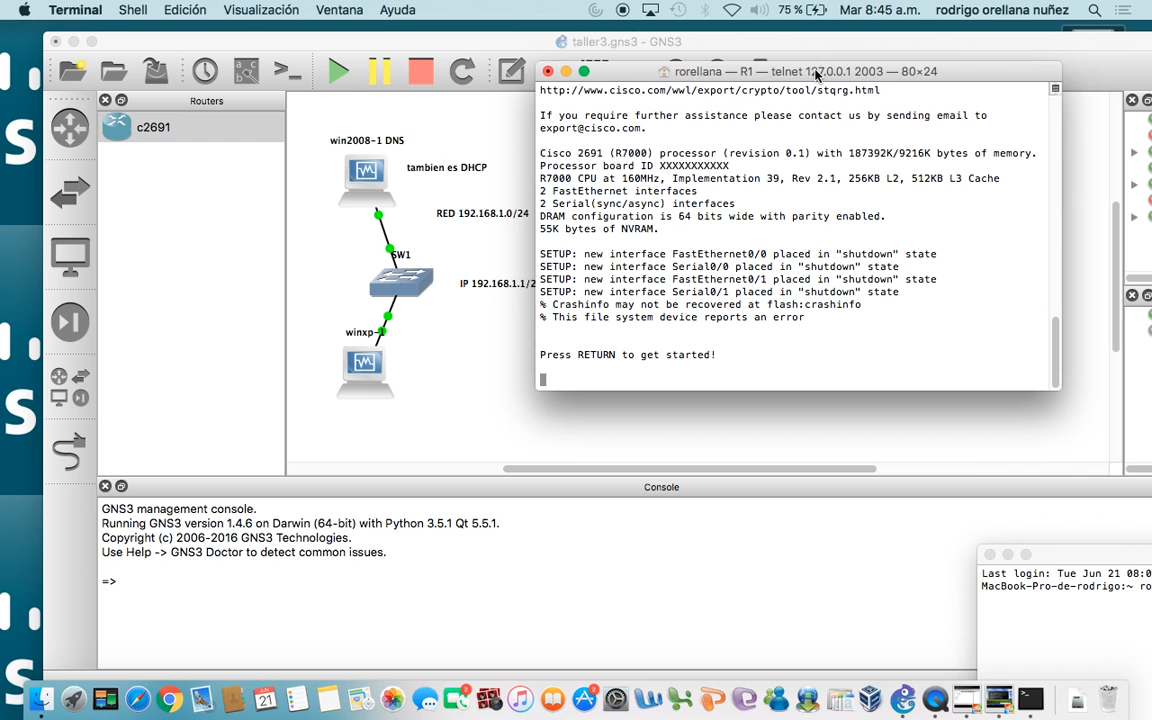 Terminal Shell Edición Visualización Ventana Ayuda 75 % Mar 8:45 a.m. rodrigo orellana nuñez
taller3.gns3 - GNS3
rorellana — R1 — telnet 127.0.0.1 2003 — 80×24
Routers
c2691
win2008-1 DNS
tambien es DHCP
RED 192.168.1.0/24
SW1
IP 192.168.1.1/2
winxp-1
http://www.cisco.com/wwl/export/crypto/tool/stqrg.html
If you require further assistance please contact us by sending email to
export@cisco.com.
Cisco 2691 (R7000) processor (revision 0.1) with 187392K/9216K bytes of memory.
Processor board ID XXXXXXXXXXX
R7000 CPU at 160MHz, Implementation 39, Rev 2.1, 256KB L2, 512KB L3 Cache
2 FastEthernet interfaces
2 Serial(sync/async) interfaces
DRAM configuration is 64 bits wide with parity enabled.
55K bytes of NVRAM.
SETUP: new interface FastEthernet0/0 placed in "shutdown" state
SETUP: new interface Serial0/0 placed in "shutdown" state
SETUP: new interface FastEthernet0/1 placed in "shutdown" state
SETUP: new interface Serial0/1 placed in "shutdown" state
% Crashinfo may not be recovered at flash:crashinfo
% This file system device reports an error
Press RETURN to get started!
Console
GNS3 management console.
Running GNS3 version 1.4.6 on Darwin (64-bit) with Python 3.5.1 Qt 5.5.1.
Copyright (c) 2006-2016 GNS3 Technologies.
Use Help -> GNS3 Doctor to detect common issues.
=>
Last login: Tue Jun 21 08:0
MacBook-Pro-de-rodrigo:~ ro